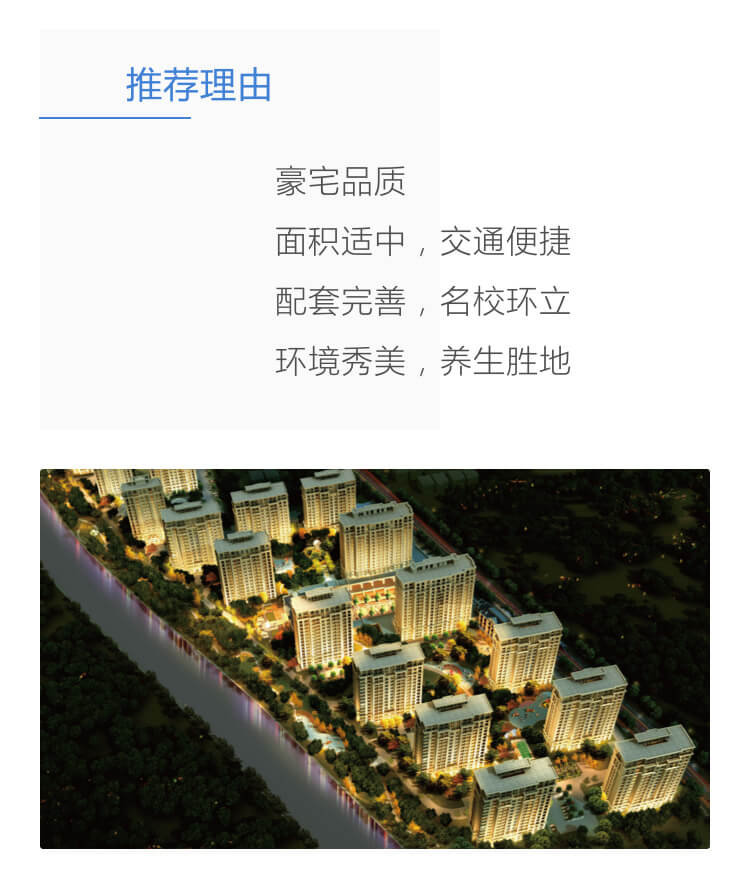 推荐理由
豪宅品质
面积适中，交通便捷
配套完善，名校环立
环境秀美，养生胜地